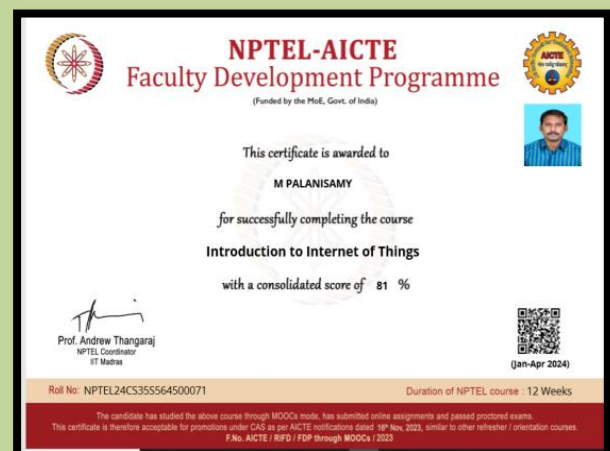 NPTEL-AICTE
Faculty Development Programme
(Funded by the MoE, Govt. of India)
AICTE
This certificate is awarded to
M PALANISAMY
for successfully completing the course
Introduction to Internet of Things
with a consolidated score of 81 %
Prof. Andrew Thangaraj
NPTEL Coordinator
IIT Madras
(Jan-Apr 2024)
Roll No: NPTEL24CS35S564500071
Duration of NPTEL course : 12 Weeks
The candidate has studied the above course through MOOCs mode, has submitted online assignments and passed proctored exams.
This certificate is therefore acceptable for promotions under CAS as per AICTE notifications dated 16th Nov, 2023, similar to other refresher / orientation courses.
F.No. AICTE / RIFD / FDP through MOOCs / 2023